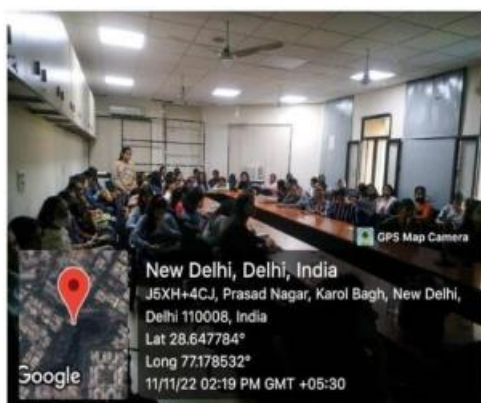 GPS Map Camera
New Delhi, Delhi, India
J5XH+4CJ, Prasad Nagar, Karol Bagh, New Delhi,
Delhi 110008, India
Lat 28.647784°
Long 77.178532°
11/11/22 02:19 PM GMT +05:30
Google